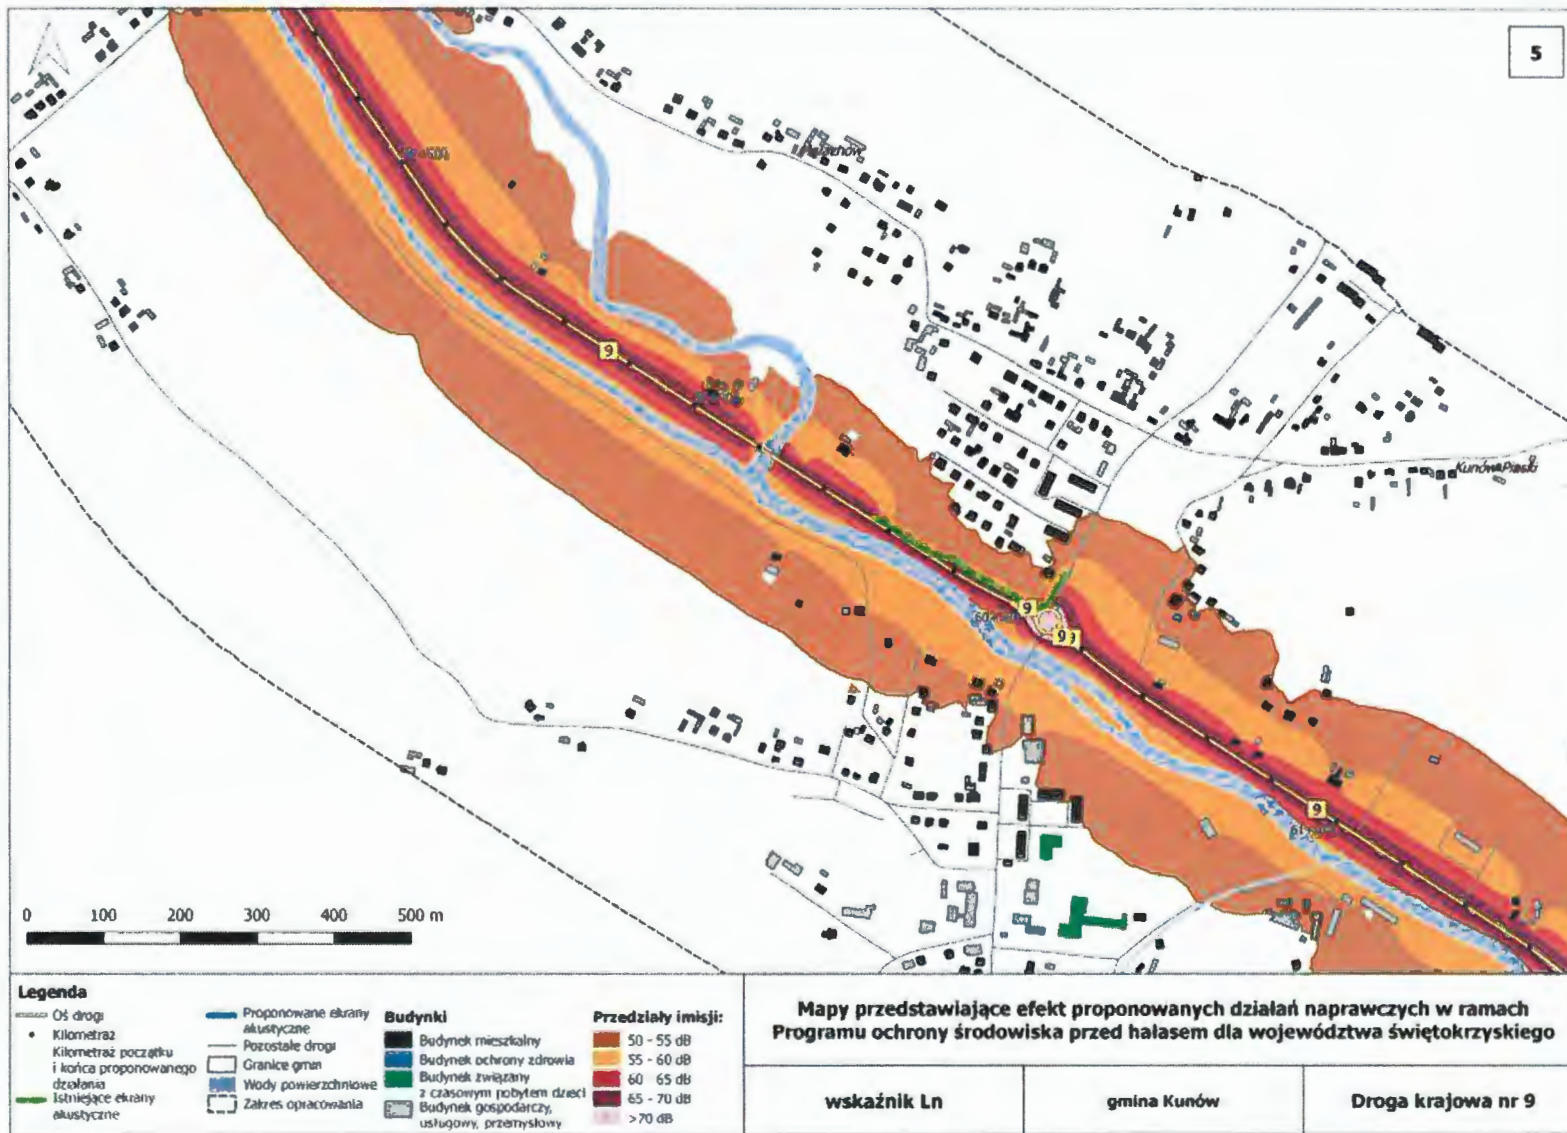 5
Piaski
9
9
9
9
0 100 200 300 400 500 m
Legenda
Oś drogi
Kilometraż
Kilometraż początku
i końca proponowanego
działania
Istniejące ekrany
akustyczne
Proponowane ekrany
akustyczne
Pozostałe drogi
Granice gmin
Wody powierzchniowe
Zakres opracowania
Budynki
Budynek mieszkalny
Budynek ochrony zdrowia
Budynek związany
z czasowym pobytem dzieci
Budynek gospodarczy,
usługowy, przemysłowy
Przedziały imisji:
50 - 55 dB
55 - 60 dB
60 65 dB
65 - 70 dB
>70 dB
Mapy przedstawiające efekt proponowanych działań naprawczych w ramach
Programu ochrony środowiska przed hałasem dla województwa świętokrzyskiego
wskaźnik Ln
gmina Kunów
Droga krajowa nr 9